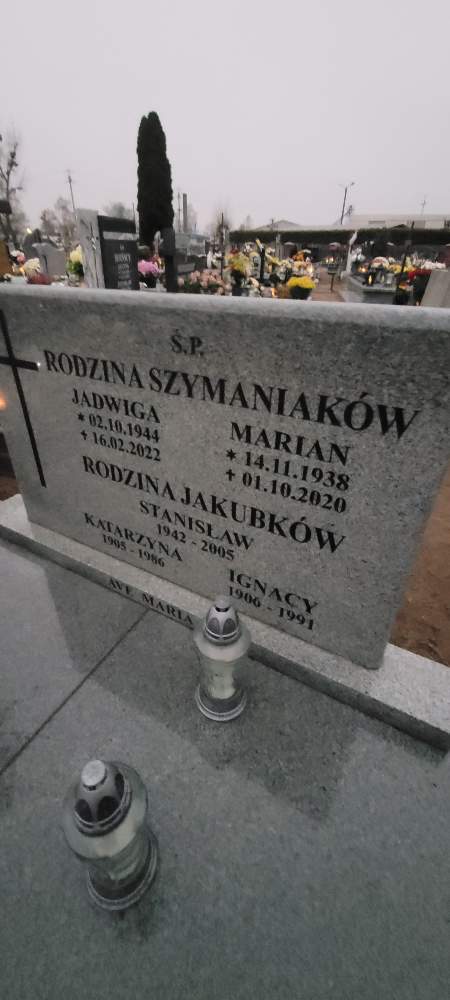 Ś.P.
RODZINA SZYMANIAKÓW
JADWIGA
* 02.10.1944
✝ 16.02.2022
MARIAN
* 14.11.1938
✝ 01.10.2020
RODZINA JAKUBKÓW
STANISŁAW
1942 - 2005
KATARZYNA
1905 - 1986
IGNACY
1906 - 1991
AVE MARIA